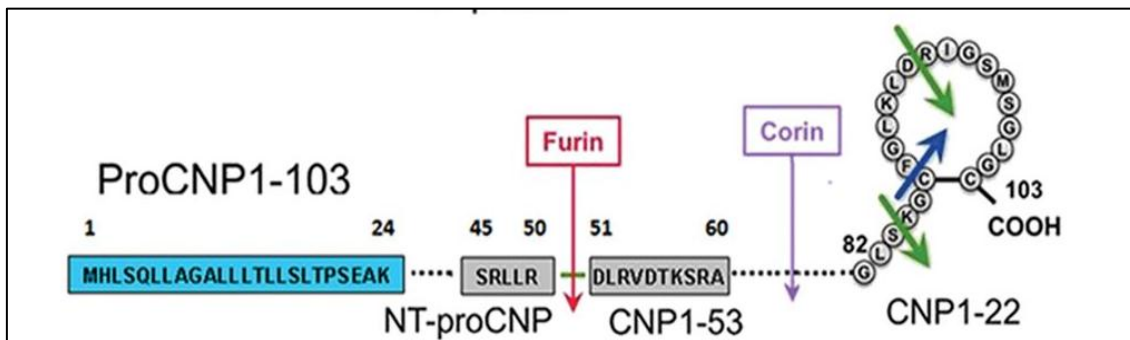 Furin
Corin
ProCNP1-103
1 24
45 50
51 60
82
103
COOH
MHLSQLLAGALLLTLLSLTPSEAK
SRLLR
DLRVDTKSRA
GLSKGCFGLKLDRIGSMSGLGC
NT-proCNP
CNP1-53
CNP1-22